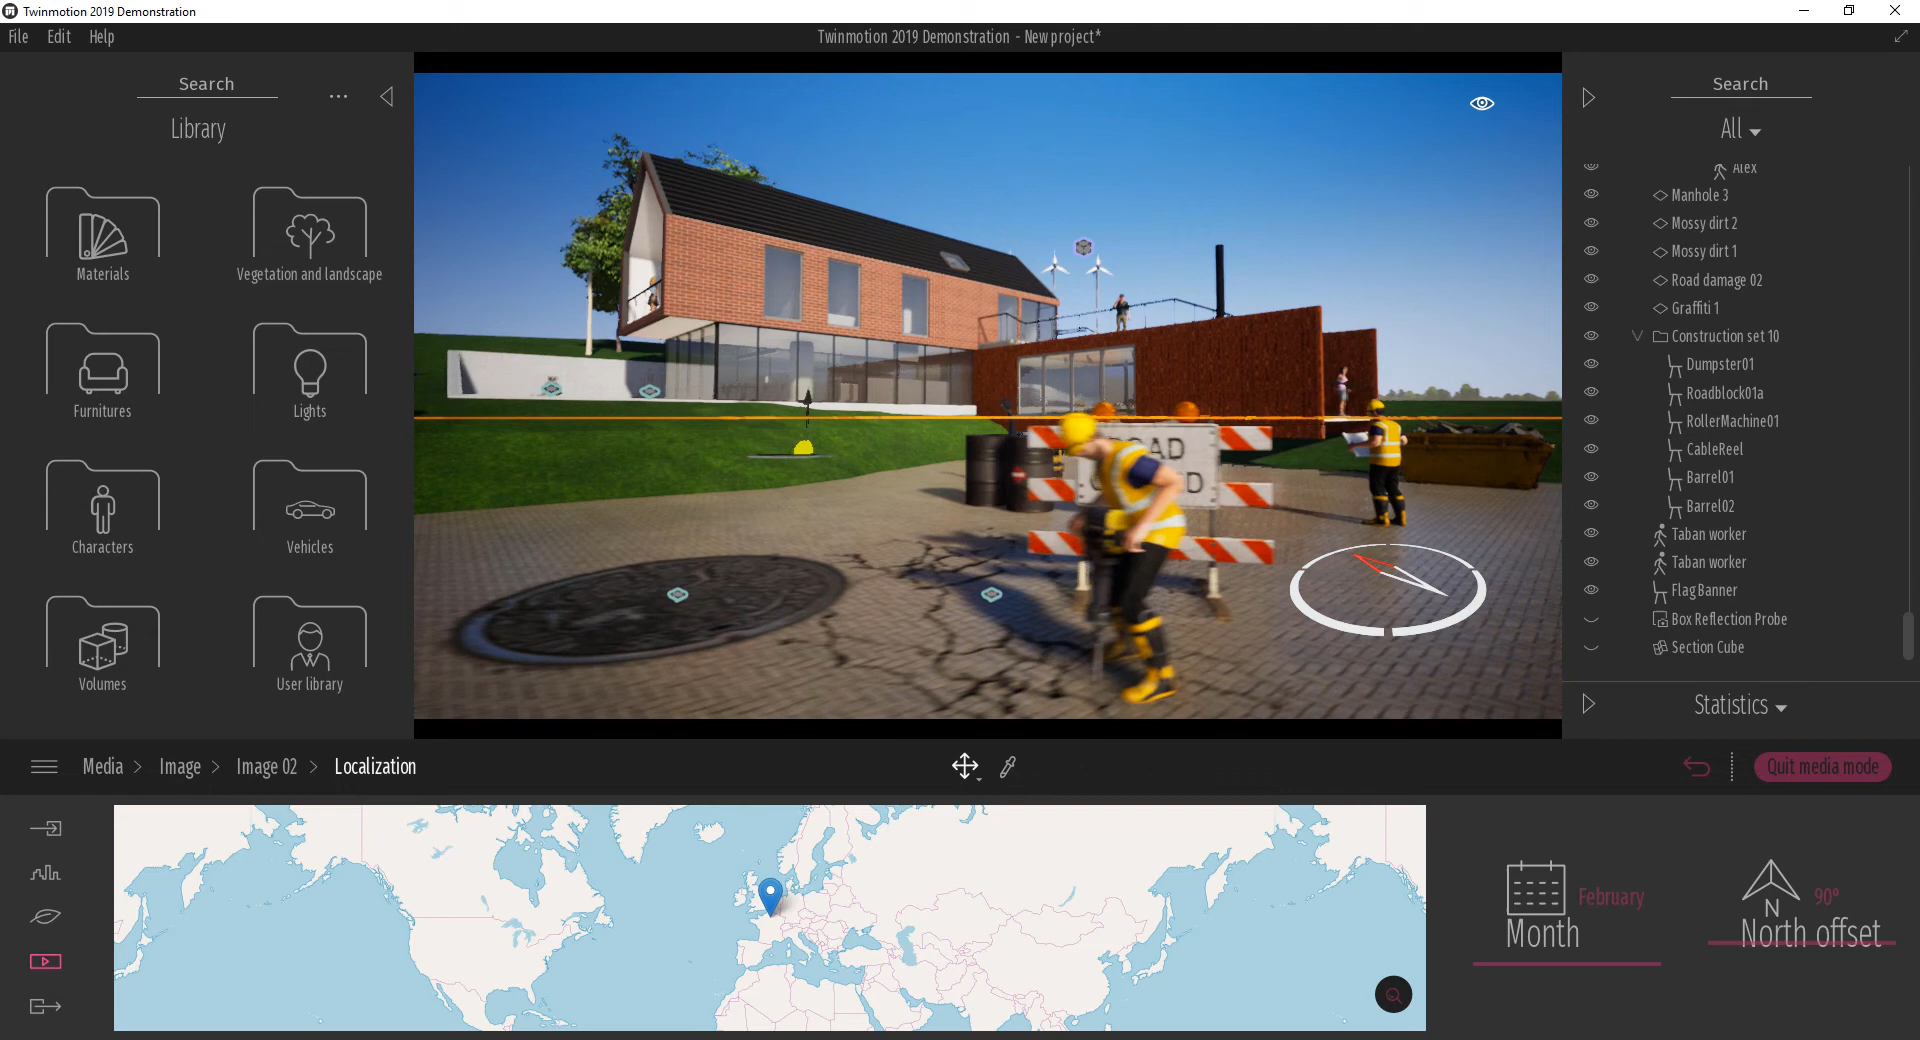 Twinmotion 2019 Demonstration
File Edit Help
Twinmotion 2019 Demonstration - New project*
Search
Library
Materials
Vegetation and landscape
Furnitures
Lights
Characters
Vehicles
Volumes
User library
ROAD
Search
All
Alex
Manhole 3
Mossy dirt 2
Mossy dirt 1
Road damage 02
Graffiti 1
Construction set 10
Dumpster01
Roadblock01a
RollerMachine01
CableReel
Barrel01
Barrel02
Taban worker
Taban worker
Flag Banner
Box Reflection Probe
Section Cube
Statistics
Media > Image > Image 02 > Localization
Quit media mode
February
Month
N
90°
North offset